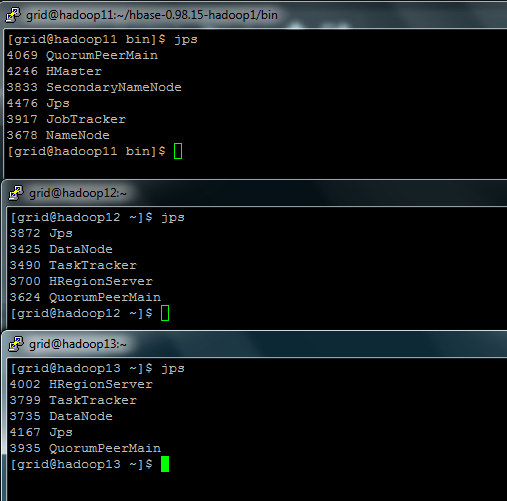 grid@hadoop11:~/hbase-0.98.15-hadoop1/bin
[grid@hadoop11 bin]$ jps
4069 QuorumPeerMain
4246 HMaster
3833 SecondaryNameNode
4476 Jps
3917 JobTracker
3678 NameNode
[grid@hadoop11 bin]$
grid@hadoop12:~
[grid@hadoop12 ~]$ jps
3872 Jps
3425 DataNode
3490 TaskTracker
3700 HRegionServer
3624 QuorumPeerMain
[grid@hadoop12 ~]$
grid@hadoop13:~
[grid@hadoop13 ~]$ jps
4002 HRegionServer
3799 TaskTracker
3735 DataNode
4167 Jps
3935 QuorumPeerMain
[grid@hadoop13 ~]$